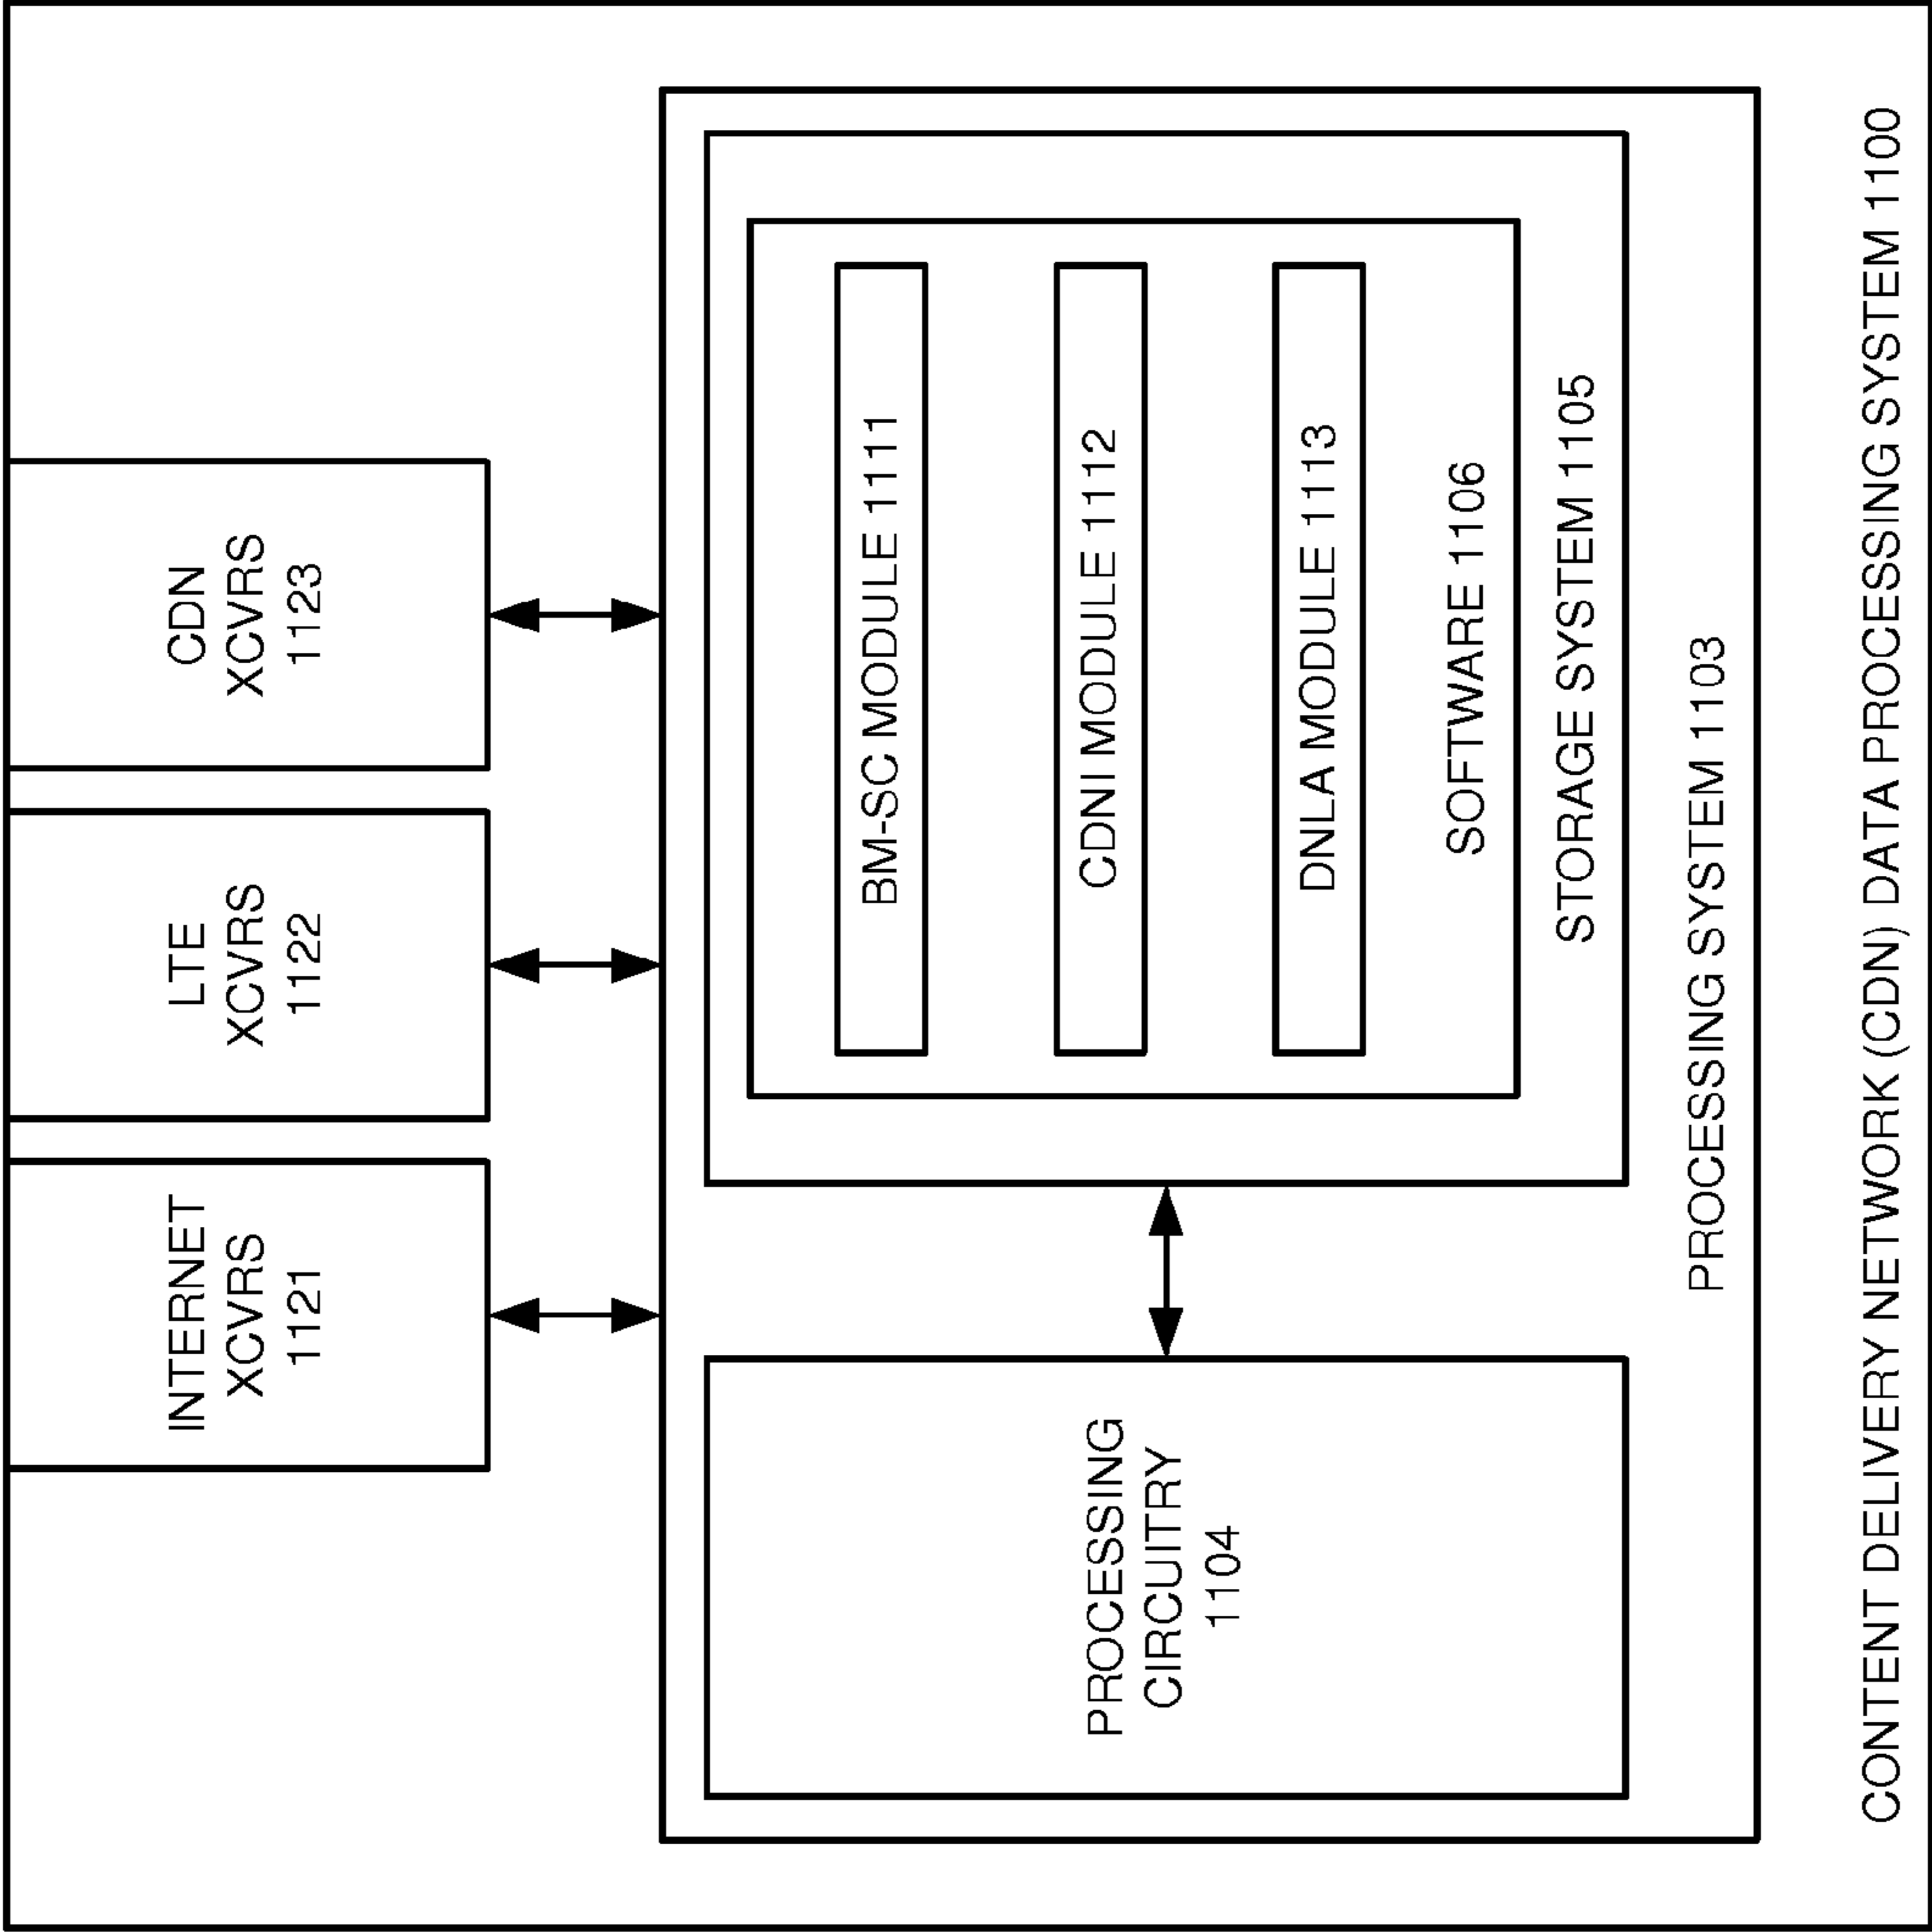 INTERNET
XCVRS
1121
LTE
XCVRS
1122
CDN
XCVRS
1123
PROCESSING
CIRCUITRY
1104
BM-SC MODULE 1111
CDNI MODULE 1112
DNLA MODULE 1113
SOFTWARE 1106
STORAGE SYSTEM 1105
PROCESSING SYSTEM 1103
CONTENT DELIVERY NETWORK (CDN) DATA PROCESSING SYSTEM 1100